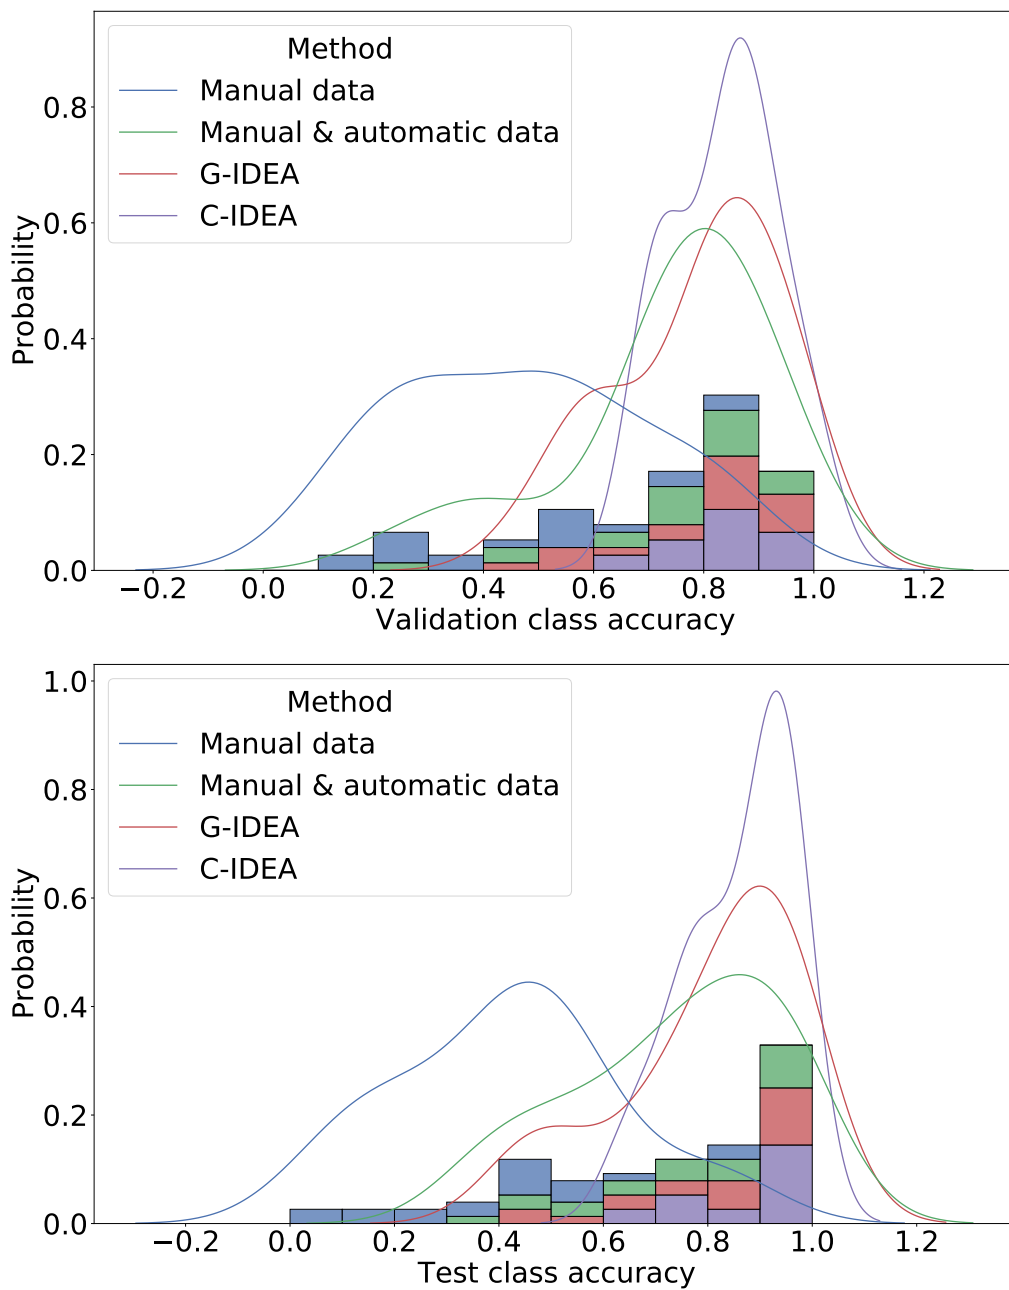 Method
Manual data
Manual & automatic data
G-IDEA
C-IDEA
Probability
0.8
0.6
0.4
0.2
0.0
−0.2 0.0 0.2 0.4 0.6 0.8 1.0 1.2
Validation class accuracy
Method
Manual data
Manual & automatic data
G-IDEA
C-IDEA
Probability
1.0
0.8
0.6
0.4
0.2
0.0
−0.2 0.0 0.2 0.4 0.6 0.8 1.0 1.2
Test class accuracy